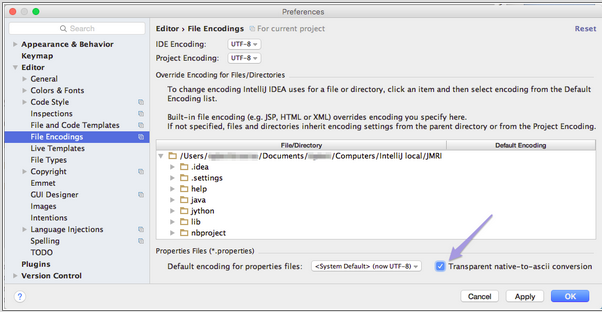 Preferences
Search
Editor › File Encodings For current project Reset
Appearance & Behavior
Keymap
Editor
General
Colors & Fonts
Code Style
Inspections
File and Code Templates
File Encodings
Live Templates
File Types
Copyright
Emmet
GUI Designer
Images
Intentions
Language Injections
Spelling
TODO
Plugins
Version Control
IDE Encoding: UTF-8
Project Encoding: UTF-8
Override Encoding for Files/Directories
To change encoding IntelliJ IDEA uses for a file or directory, click an item and then select encoding from the Default
Encoding list.
Built-in file encoding (e.g. JSP, HTML or XML) overrides encoding you specify here.
If not specified, files and directories inherit encoding settings from the parent directory or from the Project Encoding.
File/Directory Default Encoding
/Users/ /Documents/ /Computers/IntelliJ local/JMRI
.idea
.settings
help
java
jython
lib
nbproject
Properties Files (*.properties)
Default encoding for properties files: <System Default> (now UTF-8) Transparent native-to-ascii conversion
? Cancel Apply OK